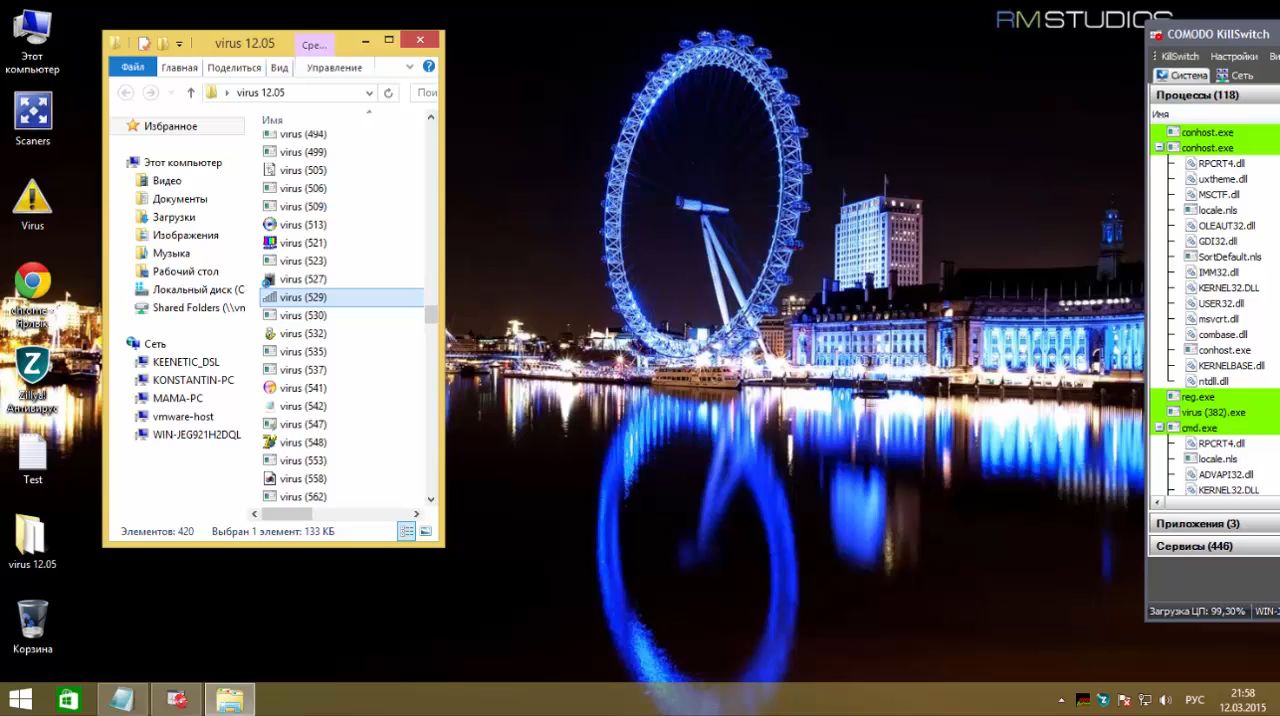 RMSTUDIOS
Этот
компьютер
Scaners
Virus
chrome -
Ярлык
Zillya!
Антивирус
Test
virus 12.05
Корзина
virus 12.05
Сре...
Файл
Главная
Поделиться
Вид
Управление
virus 12.05
Пои
Имя
Избранное
Этот компьютер
Видео
Документы
Загрузки
Изображения
Музыка
Рабочий стол
Локальный диск (C
Shared Folders (\\vn
Сеть
KEENETIC_DSL
KONSTANTIN-PC
MAMA-PC
vmware-host
WIN-JEG921H2DQL
virus (494)
virus (499)
virus (505)
virus (506)
virus (509)
virus (513)
virus (521)
virus (523)
virus (527)
virus (529)
virus (530)
virus (532)
virus (535)
virus (537)
virus (541)
virus (542)
virus (547)
virus (548)
virus (553)
virus (558)
virus (562)
Элементов: 420 Выбран 1 элемент: 133 КБ
COMODO KillSwitch
KillSwitch Настройки Ви
Система Сеть
Процессы (118)
Имя
conhost.exe
conhost.exe
RPCRT4.dll
uxtheme.dll
MSCTF.dll
locale.nls
OLEAUT32.dll
GDI32.dll
SortDefault.nls
IMM32.dll
KERNEL32.DLL
USER32.dll
msvcrt.dll
combase.dll
conhost.exe
KERNELBASE.dll
ntdll.dll
reg.exe
virus (382).exe
cmd.exe
RPCRT4.dll
locale.nls
ADVAPI32.dll
KERNEL32.DLL
Приложения (3)
Сервисы (446)
Загрузка ЦП: 99,30% WIN-
РУС
21:58
12.03.2015